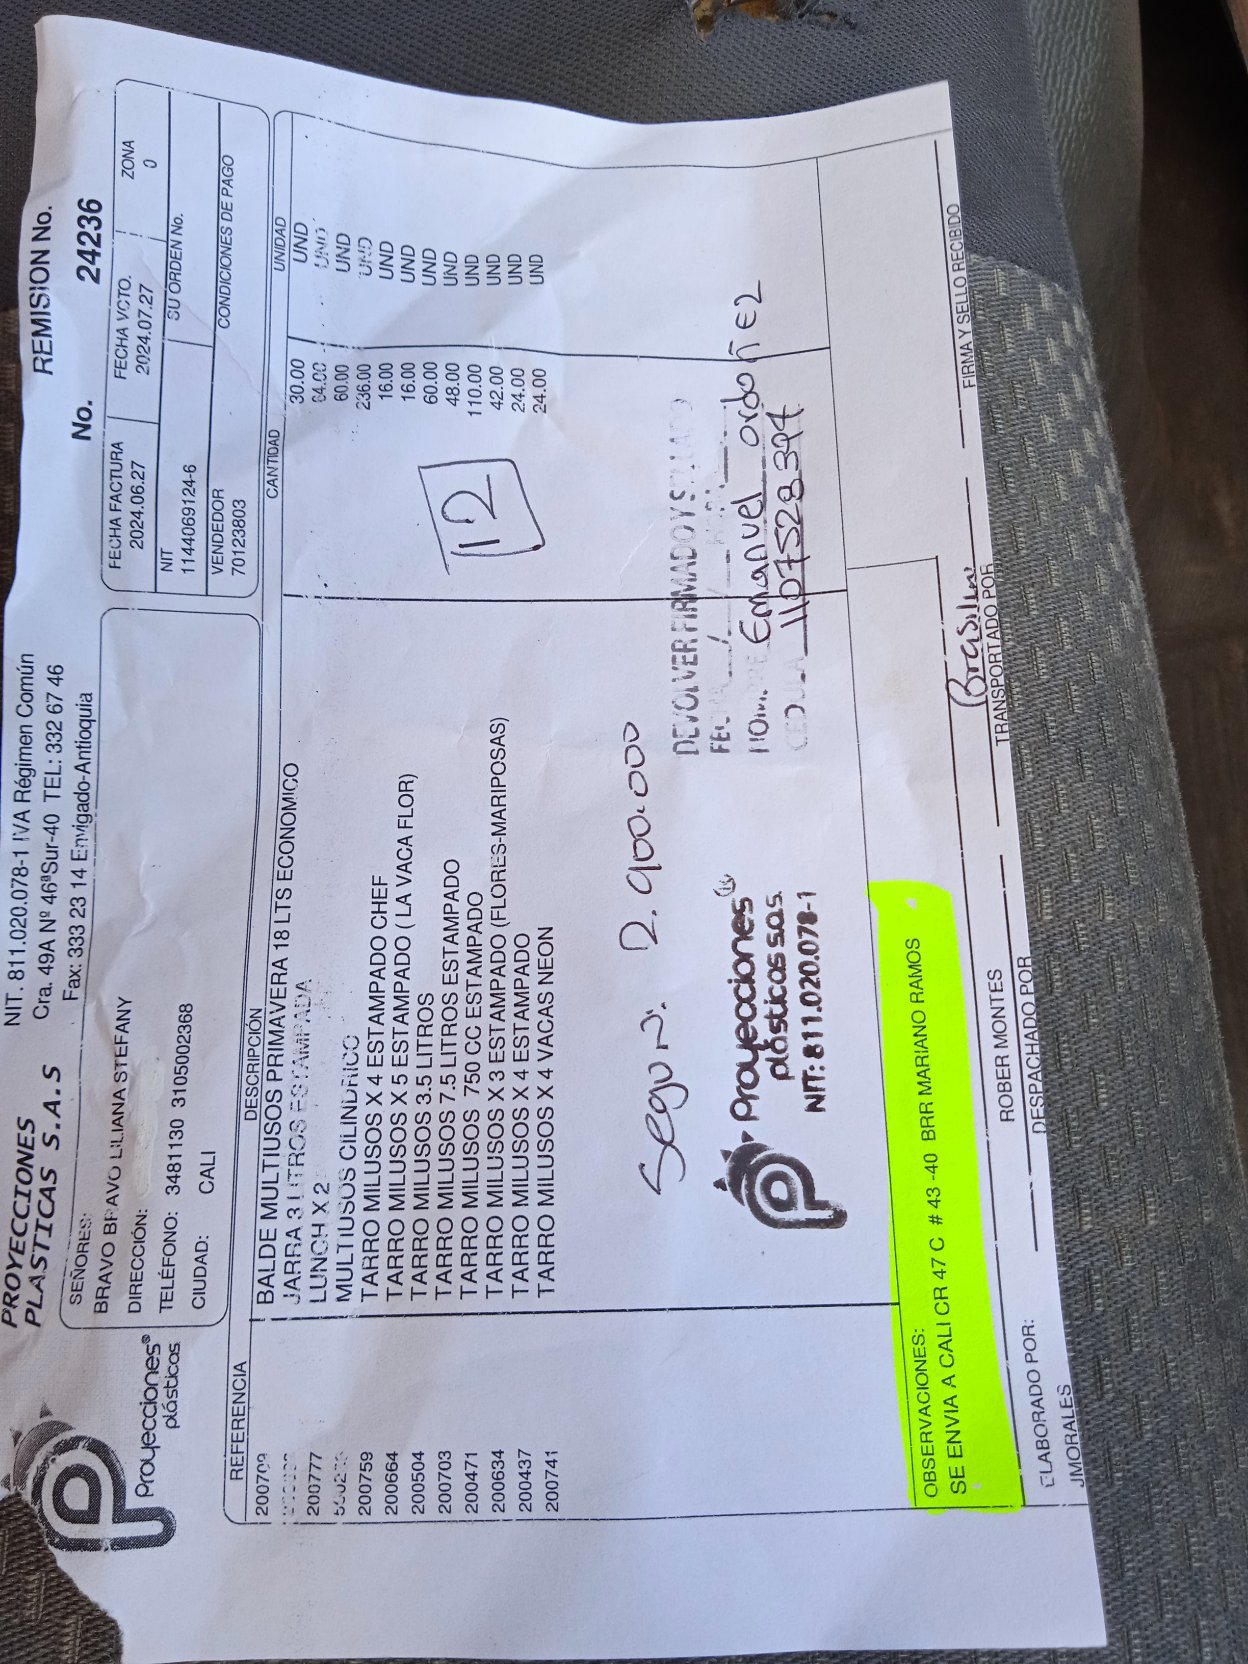 PROYECCIONES
PLASTICAS S.A.S
NIT. 811.020.078-1 IVA Régimen Común
Cra. 49A Nº 46ªSur-40 TEL: 332 67 46
Fax: 333 23 14 Envigado-Antioquia
REMISION No.
No. 24236
Proyecciones®
plásticos
SEÑORES:
BRAVO BRAVO LILIANA STEFANY
DIRECCIÓN:
TELÉFONO: 3481130 3105002368
CIUDAD: CALI
FECHA FACTURA FECHA VCTO. ZONA
2024.06.27 2024.07.27 0
NIT SU ORDEN No.
1144069124-6
VENDEDOR CONDICIONES DE PAGO
70123803
REFERENCIA DESCRIPCIÓN CANTIDAD UNIDAD
200709 BALDE MULTIUSOS PRIMAVERA 18 LTS ECONOMICO 30.00 UND
JARRA 3 LITROS ESTAMPADA UND
200777 LUNCH X 2 60.00 UND
MULTIUSOS CILINDRICO 236.00 UND
200759 TARRO MILUSOS X 4 ESTAMPADO CHEF 16.00 UND
200664 TARRO MILUSOS X 5 ESTAMPADO ( LA VACA FLOR) 16.00 UND
200504 TARRO MILUSOS 3.5 LITROS 60.00 UND
200703 TARRO MILUSOS 7.5 LITROS ESTAMPADO 48.00 UND
200471 TARRO MILUSOS 750 CC ESTAMPADO 110.00 UND
200634 TARRO MILUSOS X 3 ESTAMPADO (FLORES-MARIPOSAS) 42.00 UND
200437 TARRO MILUSOS X 4 ESTAMPADO 24.00 UND
200741 TARRO MILUSOS X 4 VACAS NEON 24.00 UND
12
Segun. 2.900.000
DEVOLVER FIRMADO Y SELLADO
FECHA
NOMBRE Emanuel ordoñez
CEDULA 1107528394
Proyecciones
plásticas s.a.s.
NIT: 811.020.078-1
OBSERVACIONES:
SE ENVIA A CALI CR 47 C # 43 -40 BRR MARIANO RAMOS
ROBER MONTES
Brasilia
ELABORADO POR: DESPACHADO POR TRANSPORTADO POR FIRMA Y SELLO RECIBIDO
JMORALES